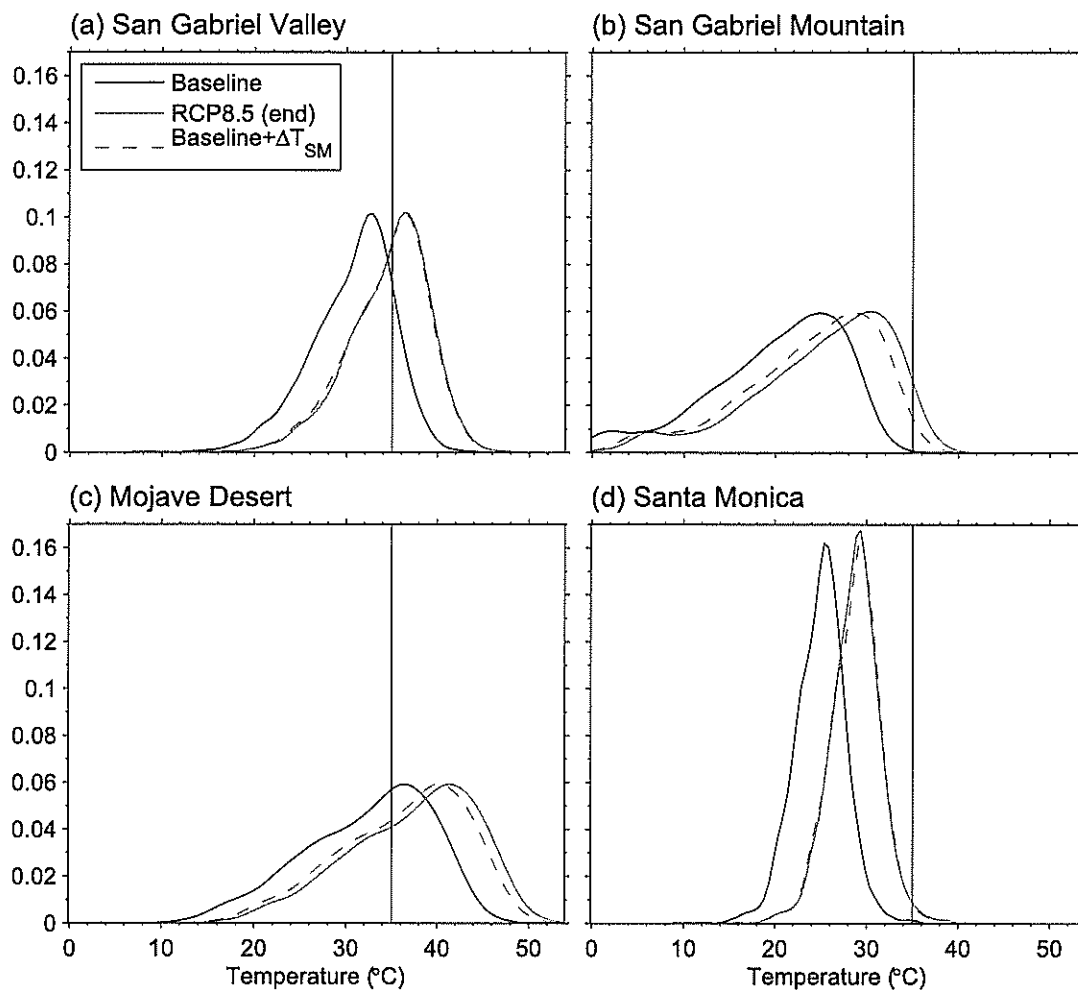 (a) San Gabriel Valley
(b) San Gabriel Mountain
0.16
0.14
0.12
0.1
0.08
0.06
0.04
0.02
0
Baseline
RCP8.5 (end)
Baseline+ΔT_SM
(c) Mojave Desert
(d) Santa Monica
0.16
0.14
0.12
0.1
0.08
0.06
0.04
0.02
0
0 10 20 30 40 50
0 10 20 30 40 50
Temperature (°C)
Temperature (°C)